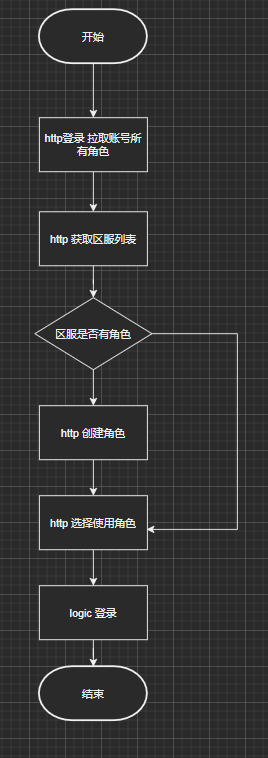 开始
http登录 拉取账号所
有角色
http 获取区服列表
区服是否有角色
http 创建角色
http 选择使用角色
logic 登录
结束